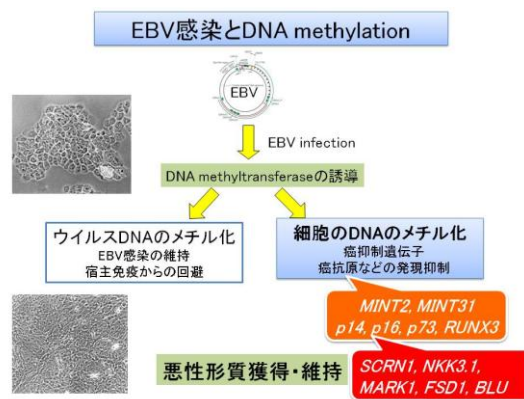 EBV感染とDNA methylation
EBV
EBV infection
DNA methyltransferaseの誘導
ウイルスDNAのメチル化
EBV感染の維持
宿主免疫からの回避
細胞のDNAのメチル化
癌抑制遺伝子
癌抗原などの発現抑制
MINT2, MINT31
p14, p16, p73, RUNX3
SCRN1, NKK3.1,
MARK1, FSD1, BLU
悪性形質獲得・維持